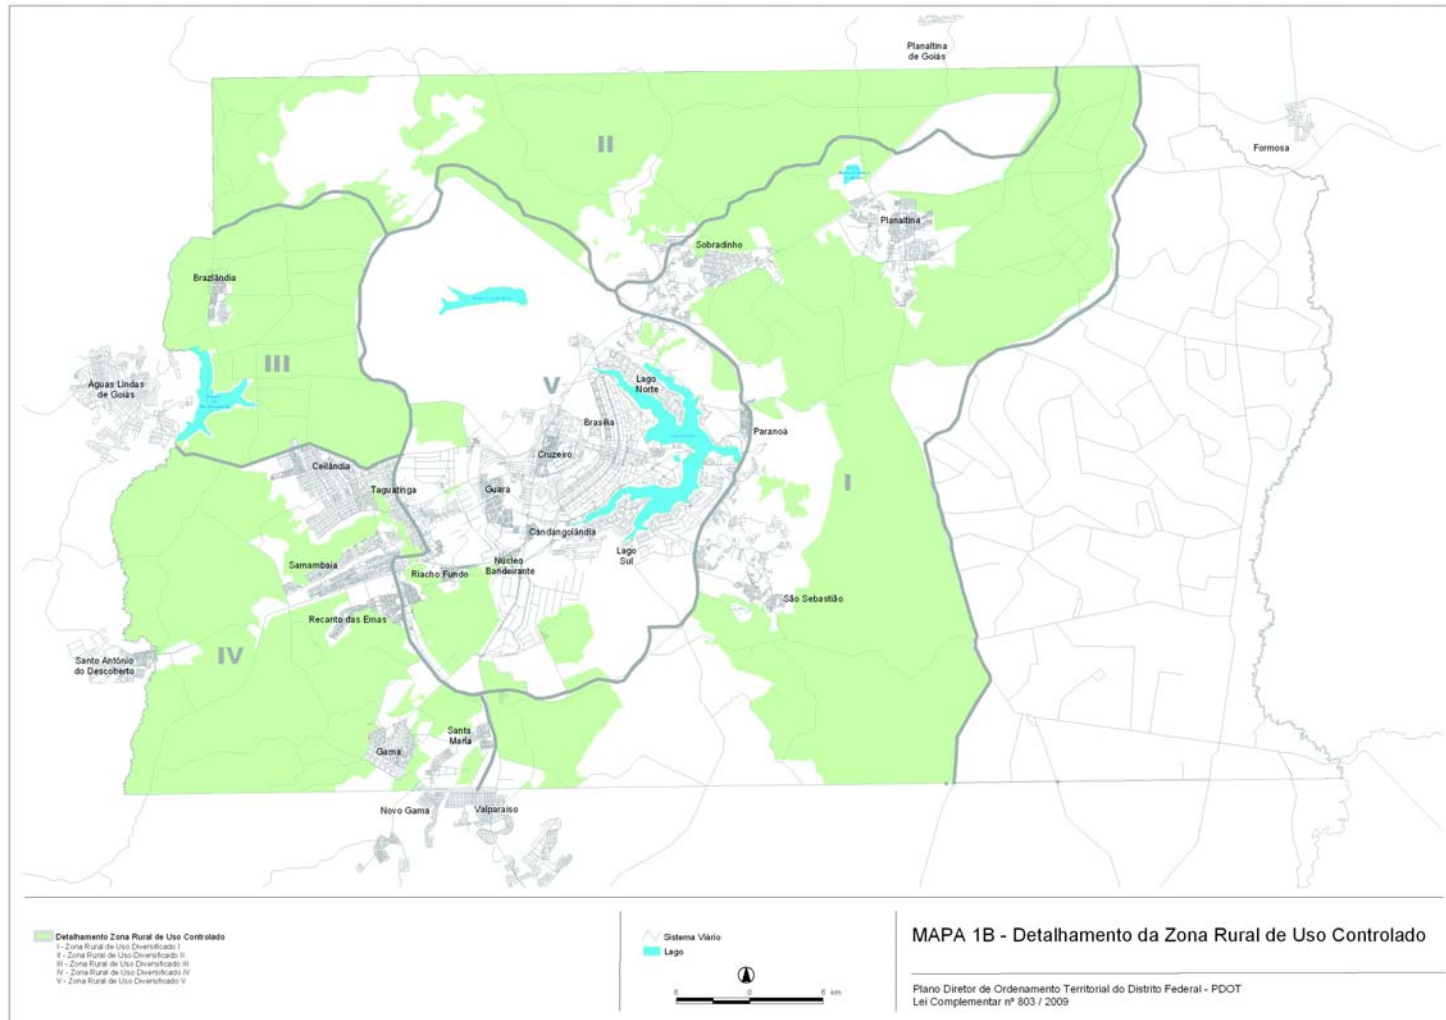 Planaltina
de Goiás
II
Formosa
Planaltina
Sobradinho
Brazlândia
III
Águas Lindas
de Goiás
V
Lago
Norte
Brasília
Paranoá
Cruzeiro
Ceilândia
I
Taguatinga
Guara
Candangolândia
Lago
Sul
Núcleo
Bandeirante
Samambaia
Riacho Fundo
São Sebastião
Recanto das Emas
IV
Santo Antônio
do Descoberto
Santa
Maria
Gama
Novo Gama
Valparaiso
Detalhamento Zona Rural de Uso Controlado
I - Zona Rural de Uso Diversificado I
II - Zona Rural de Uso Diversificado II
III - Zona Rural de Uso Diversificado III
IV - Zona Rural de Uso Diversificado IV
V - Zona Rural de Uso Diversificado V
Sistema Viário
Lago
6 0 6 km
MAPA 1B - Detalhamento da Zona Rural de Uso Controlado
Plano Diretor de Ordenamento Territorial do Distrito Federal - PDOT
Lei Complementar nº 803 / 2009